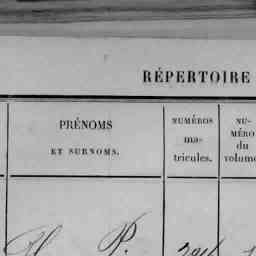 RÉPERTOIRE
PRÉNOMS
ET SURNOMS.
NUMÉROS
ma-
tricules.
NU-
MÉRO
du
volume
P.